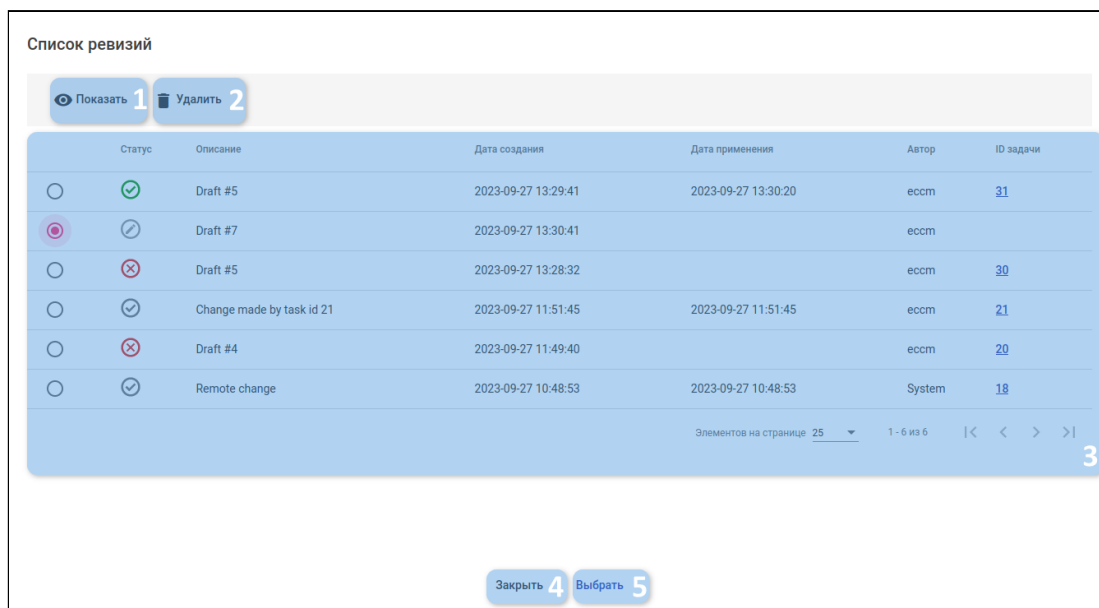 Список ревизий
Показать 1 Удалить 2
Статус Описание Дата создания Дата применения Автор ID задачи
Draft #5 2023-09-27 13:29:41 2023-09-27 13:30:20 eccm 31
Draft #7 2023-09-27 13:30:41 eccm
Draft #5 2023-09-27 13:28:32 eccm 30
Change made by task id 21 2023-09-27 11:51:45 2023-09-27 11:51:45 eccm 21
Draft #4 2023-09-27 11:49:40 eccm 20
Remote change 2023-09-27 10:48:53 2023-09-27 10:48:53 System 18
Элементов на странице 25 1 - 6 из 6
3
Закрыть 4 Выбрать 5